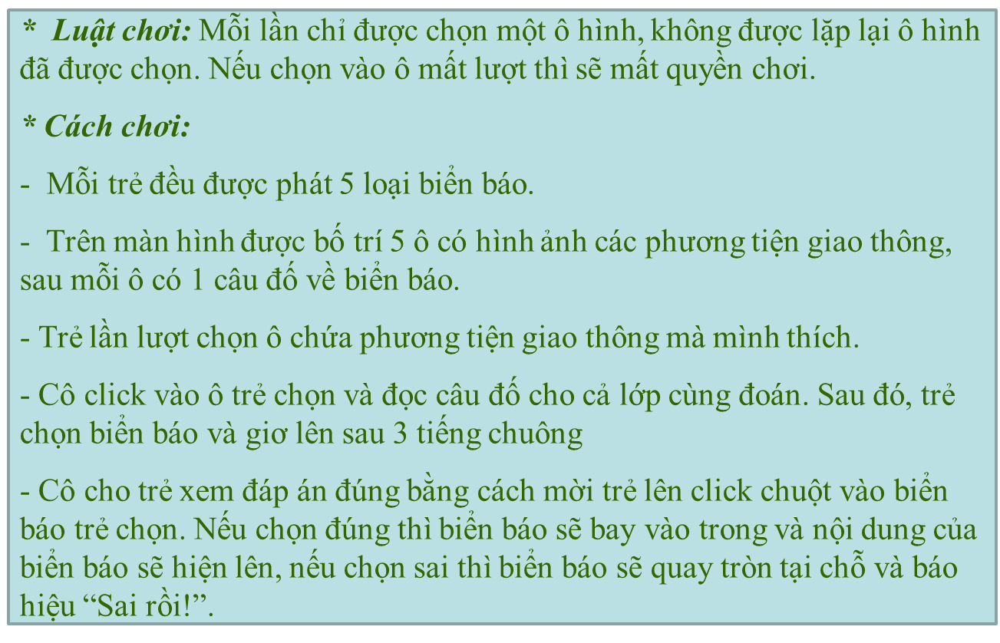 * Luật chơi: Mỗi lần chỉ được chọn một ô hình, không được lặp lại ô hình
đã được chọn. Nếu chọn vào ô mất lượt thì sẽ mất quyền chơi.
* Cách chơi:
- Mỗi trẻ đều được phát 5 loại biển báo.
- Trên màn hình được bố trí 5 ô có hình ảnh các phương tiện giao thông,
sau mỗi ô có 1 câu đố về biển báo.
- Trẻ lần lượt chọn ô chứa phương tiện giao thông mà mình thích.
- Cô click vào ô trẻ chọn và đọc câu đố cho cả lớp cùng đoán. Sau đó, trẻ
chọn biển báo và giơ lên sau 3 tiếng chuông
- Cô cho trẻ xem đáp án đúng bằng cách mời trẻ lên click chuột vào biển
báo trẻ chọn. Nếu chọn đúng thì biển báo sẽ bay vào trong và nội dung của
biển báo sẽ hiện lên, nếu chọn sai thì biển báo sẽ quay tròn tại chỗ và báo
hiệu “Sai rồi!”.